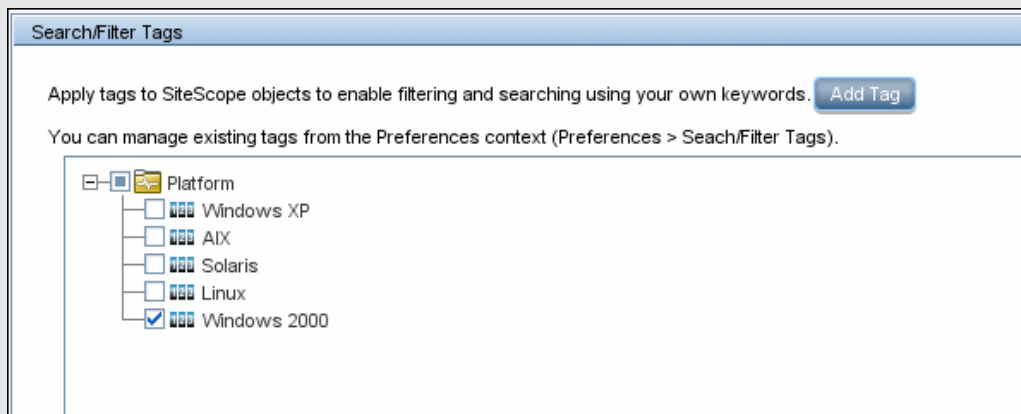 Search/Filter Tags
Apply tags to SiteScope objects to enable filtering and searching using your own keywords. Add Tag
You can manage existing tags from the Preferences context (Preferences > Seach/Filter Tags).
Platform
Windows XP
AIX
Solaris
Linux
Windows 2000